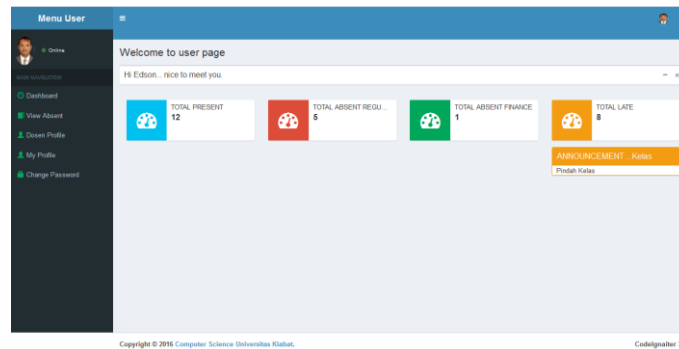 Menu User
Online
MAIN NAVIGATION
Dashboard
View Absent
Dosen Profile
My Profile
Change Password
Welcome to user page
Hi Edson... nice to meet you.
TOTAL PRESENT
12
TOTAL ABSENT REGU...
5
TOTAL ABSENT FINANCE
1
TOTAL LATE
8
ANNOUNCEMENT ...Kelas
Pindah Kelas
Copyright © 2016 Computer Science Universitas Klabat.
CodeIgnaiter